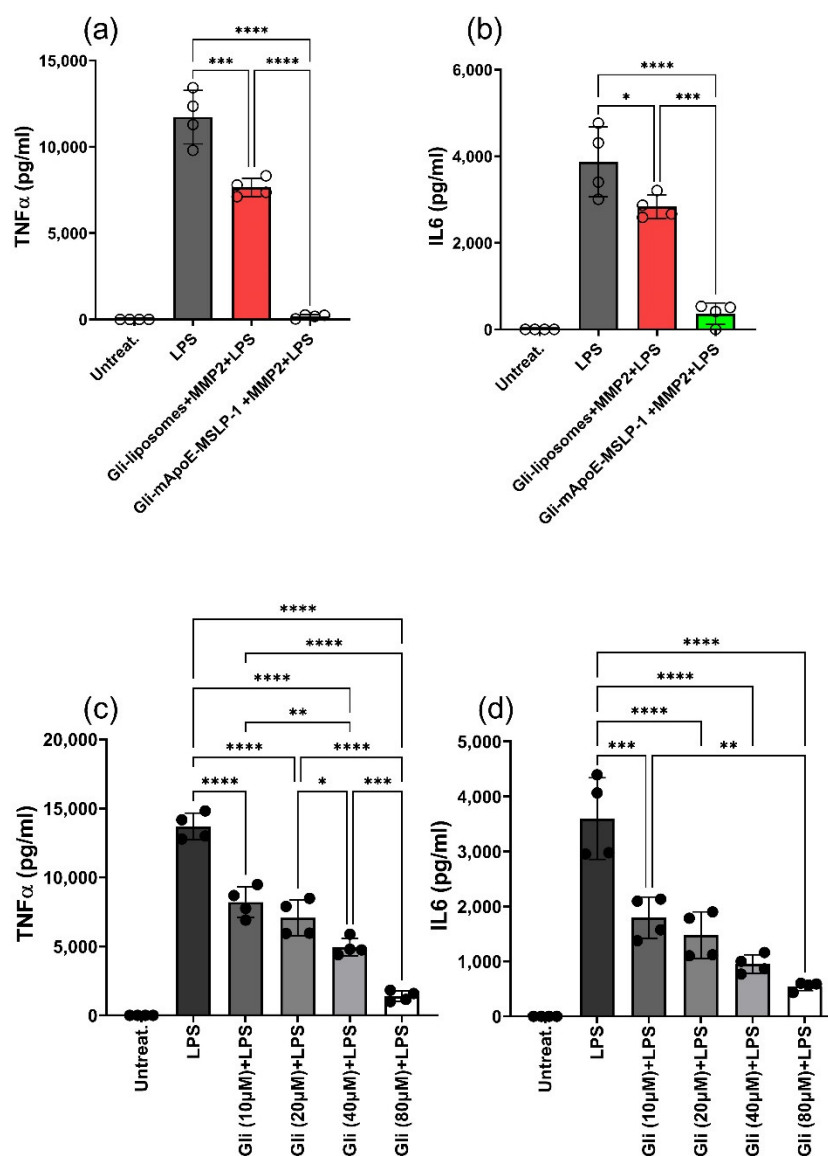 (a)
****
***
****
15,000
10,000
5,000
0
TNFα (pg/ml)
Untreat.
LPS
Gli-liposomes+MMP2+LPS
Gli-mApoE-MSLP-1 +MMP2+LPS
(b)
****
*
***
6,000
4,000
2,000
0
IL6 (pg/ml)
Untreat.
LPS
Gli-liposomes+MMP2+LPS
Gli-mApoE-MSLP-1 +MMP2+LPS
(c)
****
****
****
**
****
****
****
*
***
20,000
15,000
10,000
5,000
0
TNFα (pg/ml)
Untreat.
LPS
Gli (10µM)+LPS
Gli (20µM)+LPS
Gli (40µM)+LPS
Gli (80µM)+LPS
(d)
****
****
****
***
**
5,000
4,000
3,000
2,000
1,000
0
IL6 (pg/ml)
Untreat.
LPS
Gli (10µM)+LPS
Gli (20µM)+LPS
Gli (40µM)+LPS
Gli (80µM)+LPS